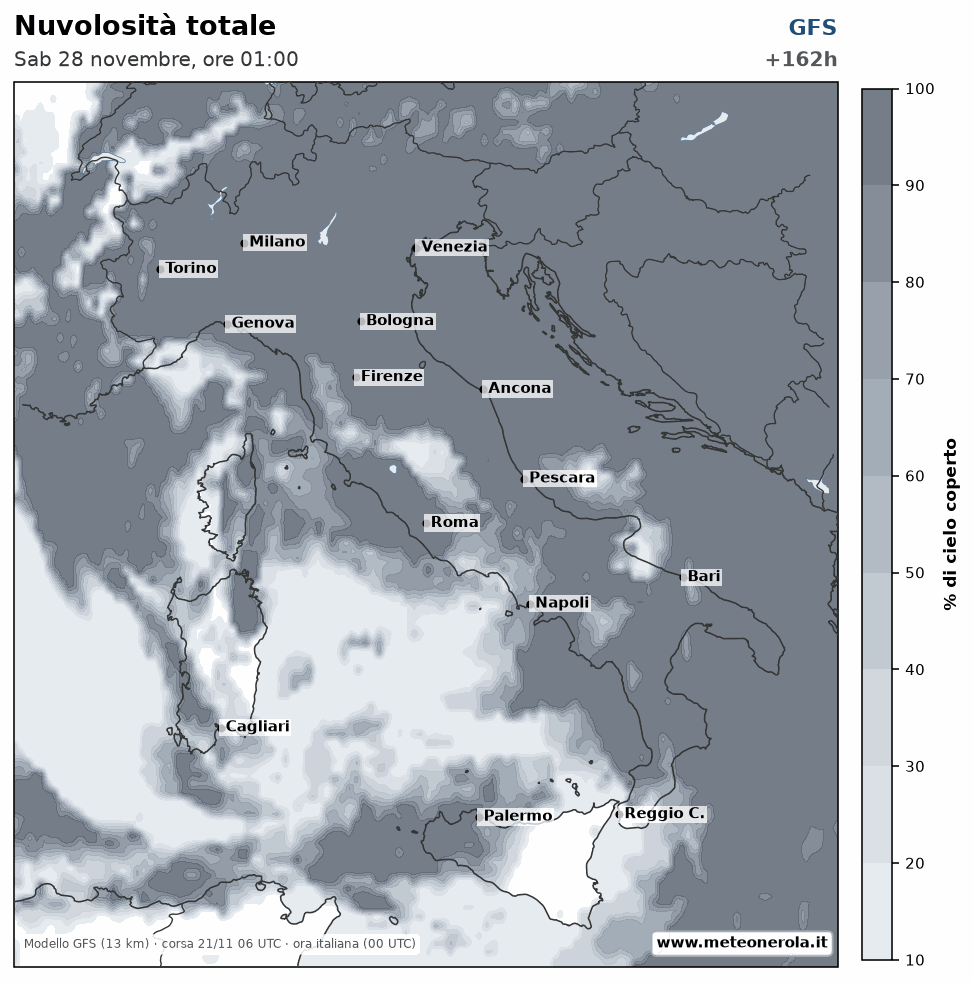 Nuvolosità totale
GFS
Sab 28 novembre, ore 01:00
+162h
Milano
Venezia
Torino
Genova
Bologna
Firenze
Ancona
Pescara
Roma
Bari
Napoli
Cagliari
Palermo
Reggio C.
Modello GFS (13 km) · corsa 21/11 06 UTC · ora italiana (00 UTC)
www.meteonerola.it
100
90
80
70
60
50
40
30
20
10
% di cielo coperto